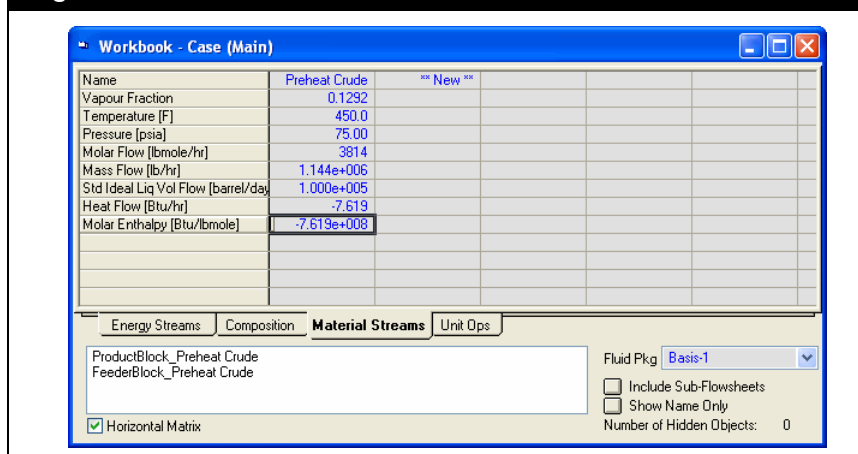 Workbook - Case (Main)
Name Preheat Crude ** New **
Vapour Fraction 0.1292
Temperature [F] 450.0
Pressure [psia] 75.00
Molar Flow [lbmole/hr] 3814
Mass Flow [lb/hr] 1.144e+006
Std Ideal Liq Vol Flow [barrel/day 1.000e+005
Heat Flow [Btu/hr] -7.619
Molar Enthalpy [Btu/lbmole] -7.619e+008
Energy Streams Composition Material Streams Unit Ops
ProductBlock_Preheat Crude
FeederBlock_Preheat Crude
Fluid Pkg Basis-1
Include Sub-Flowsheets
Show Name Only
Horizontal Matrix
Number of Hidden Objects: 0